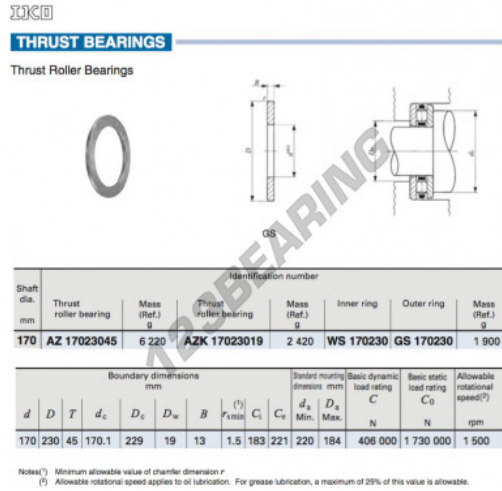 IKO
THRUST BEARINGS
Thrust Roller Bearings
B
r
D
GS
123BEARING
Identification number
Shaft dia. mm
Thrust roller bearing
Mass (Ref.) g
Thrust roller bearing
Mass (Ref.) g
Inner ring
Outer ring
Mass (Ref.) g
170 AZ 17023045 6 220 AZK 17023019 2 420 WS 170230 GS 170230 1 900
Boundary dimensions mm
Standard mounting dimensions mm
Basic dynamic load rating C N
Basic static load rating C0 N
Allowable rotational speed(2) rpm
d D T dc Dc Dw B rs min(1) Ci Ce da Min. Da Max.
170 230 45 170.1 229 19 13 1.5 183 221 220 184 406 000 1 730 000 1 500
Notes(1) Minimum allowable value of chamfer dimension r
(2) Allowable rotational speed applies to oil lubrication. For grease lubrication, a maximum of 25% of this value is allowable.